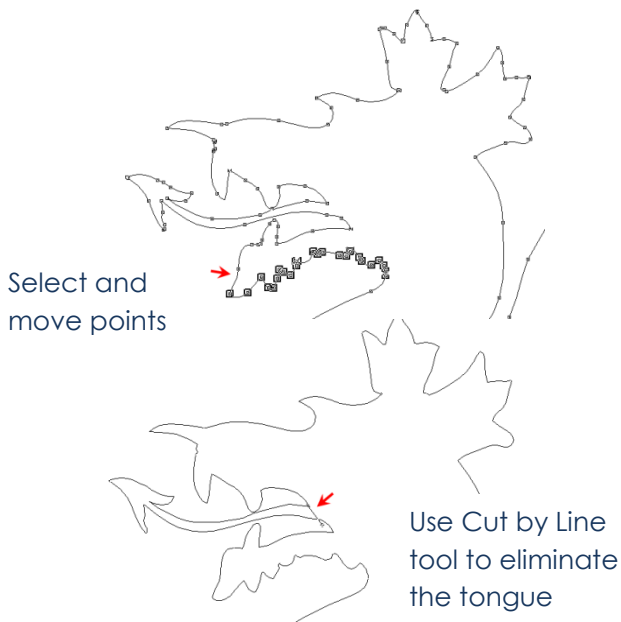 Select and
move points
Use Cut by Line
tool to eliminate
the tongue